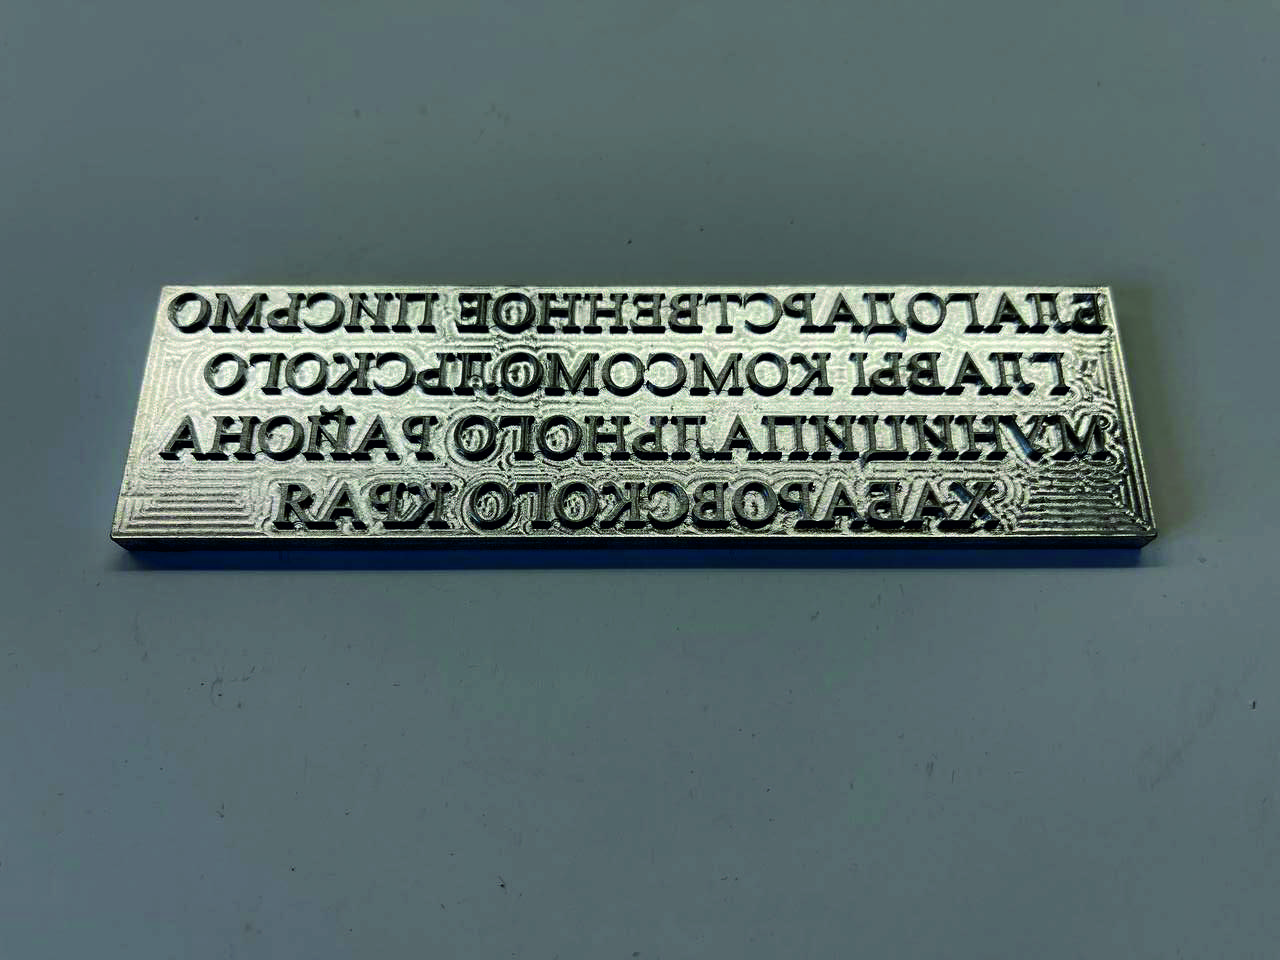 БЛАГОДАРСТВЕННОЕ ПИСЬМО
ГЛАВЫ КОМСОМОЛЬСКОГО
МУНИЦИПАЛЬНОГО РАЙОНА
ХАБАРОВСКОГО КРАЯ